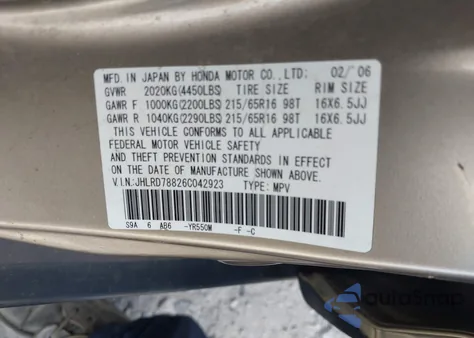 MFD. IN JAPAN BY HONDA MOTOR CO., LTD: 02/ 06
GVWR 2020KG(4450LBS) TIRE SIZE RIM SIZE
GAWR F 1000KG(2200LBS) 215/65R16 98T 16X6.5JJ
GAWR R 1040KG(2290LBS) 215/65R16 98T 16X6.5JJ
THIS VEHICLE CONFORMS TO ALL APPLICABLE
FEDERAL MOTOR VEHICLE SAFETY
AND THEFT PREVENTION STANDARDS IN EFFECT
ON THE DATE OF MANUFACTURE SHOWN ABOVE.
V.I.N.:JHLRD78826C042923 TYPE: MPV
S9A 6 AB6 -YR550M -F -C
AutoSnap